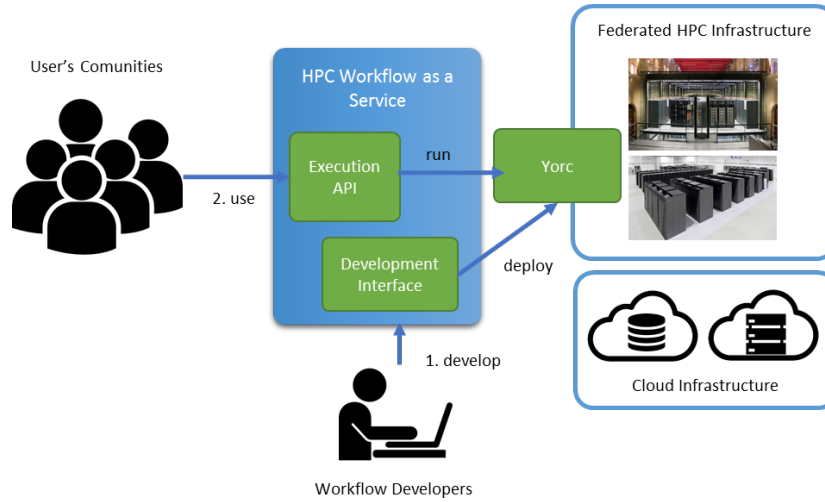 Federated HPC Infrastructure
User's Comunities
HPC Workflow as a
Service
Execution
API
run
Yorc
2. use
Development
Interface
deploy
1. develop
Cloud Infrastructure
Workflow Developers